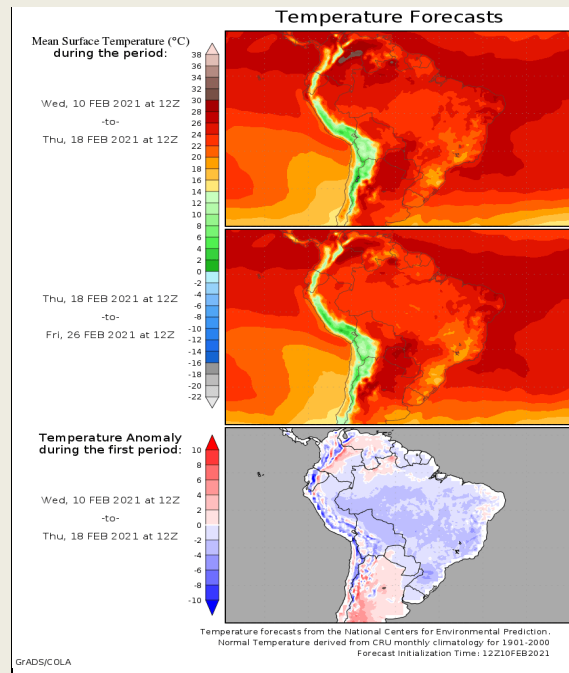 Temperature Forecasts
Mean Surface Temperature (°C)
during the period:
Wed, 10 FEB 2021 at 12Z
-to-
Thu, 18 FEB 2021 at 12Z
38
36
34
32
30
28
26
24
22
20
18
16
14
12
10
8
6
4
2
0
-2
-4
-6
-8
-10
-12
-14
-16
-18
-20
-22
Thu, 18 FEB 2021 at 12Z
-to-
Fri, 26 FEB 2021 at 12Z
Temperature Anomaly
during the first period:
Wed, 10 FEB 2021 at 12Z
-to-
Thu, 18 FEB 2021 at 12Z
10
8
6
4
2
0
-2
-4
-6
-8
-10
Temperature forecasts from the National Centers for Environmental Prediction.
Normal Temperature derived from CRU monthly climatology for 1901-2000
Forecast Initialization Time: 12Z10FEB2021
GrADS/COLA